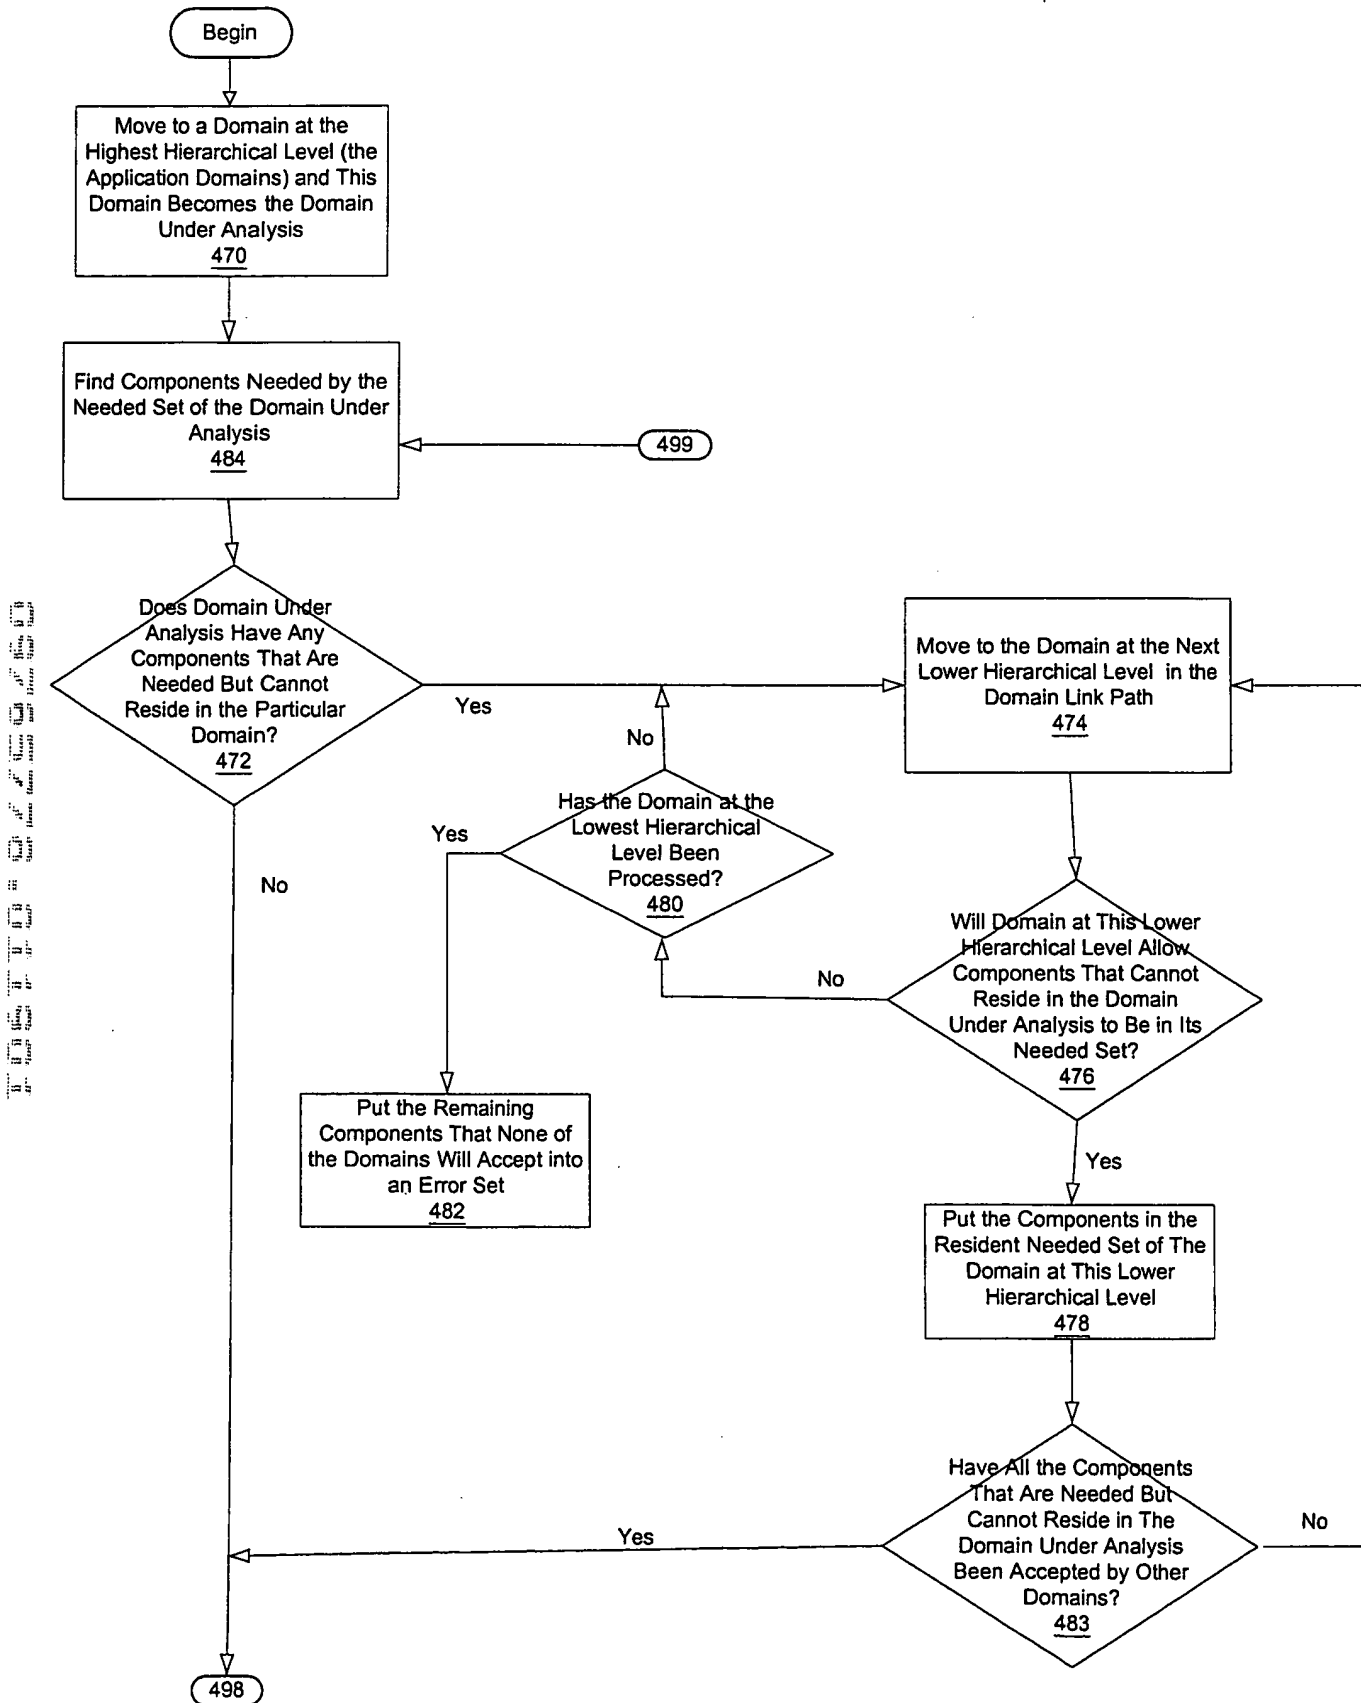 Begin
Move to a Domain at the
Highest Hierarchical Level (the
Application Domains) and This
Domain Becomes the Domain
Under Analysis
470
Find Components Needed by the
Needed Set of the Domain Under
Analysis
484
499
Does Domain Under
Analysis Have Any
Components That Are
Needed But Cannot
Reside in the Particular
Domain?
472
Yes
No
Move to the Domain at the Next
Lower Hierarchical Level in the
Domain Link Path
474
No
Has the Domain at the
Lowest Hierarchical
Level Been
Processed?
480
Yes
No
Will Domain at This Lower
Hierarchical Level Allow
Components That Cannot
Reside in the Domain
Under Analysis to Be in Its
Needed Set?
476
Yes
Put the Remaining
Components That None of
the Domains Will Accept into
an Error Set
482
Put the Components in the
Resident Needed Set of The
Domain at This Lower
Hierarchical Level
478
Have All the Components
That Are Needed But
Cannot Reside in The
Domain Under Analysis
Been Accepted by Other
Domains?
483
Yes
No
498